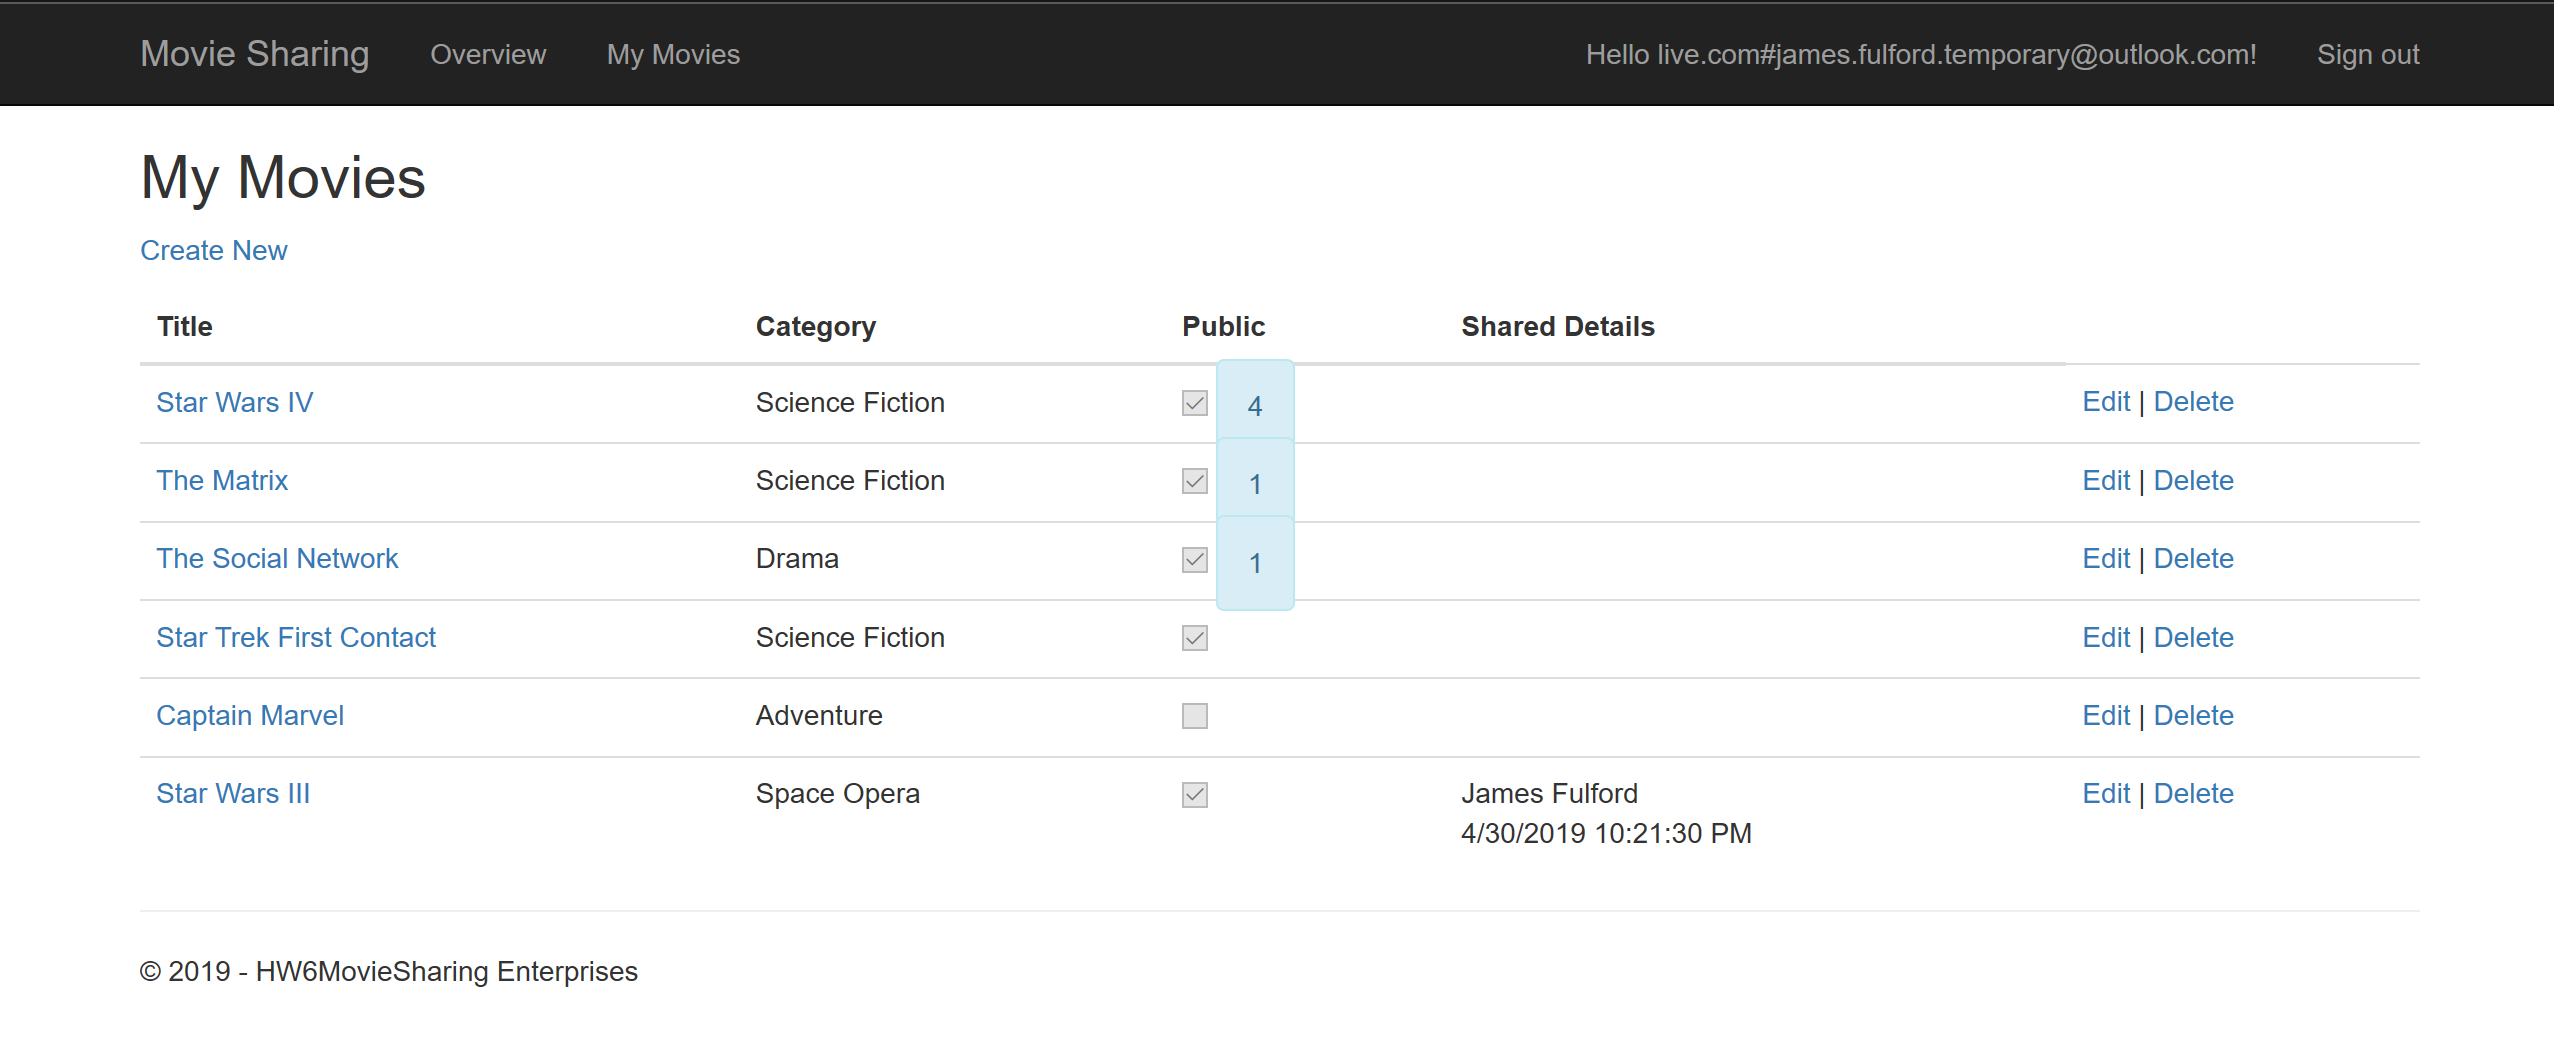 Movie Sharing Overview My Movies Hello live.com#james.fulford.temporary@outlook.com! Sign out
My Movies
Create New
Title Category Public Shared Details
Star Wars IV Science Fiction 4 Edit | Delete
The Matrix Science Fiction 1 Edit | Delete
The Social Network Drama 1 Edit | Delete
Star Trek First Contact Science Fiction Edit | Delete
Captain Marvel Adventure Edit | Delete
Star Wars III Space Opera James Fulford Edit | Delete
4/30/2019 10:21:30 PM
© 2019 - HW6MovieSharing Enterprises